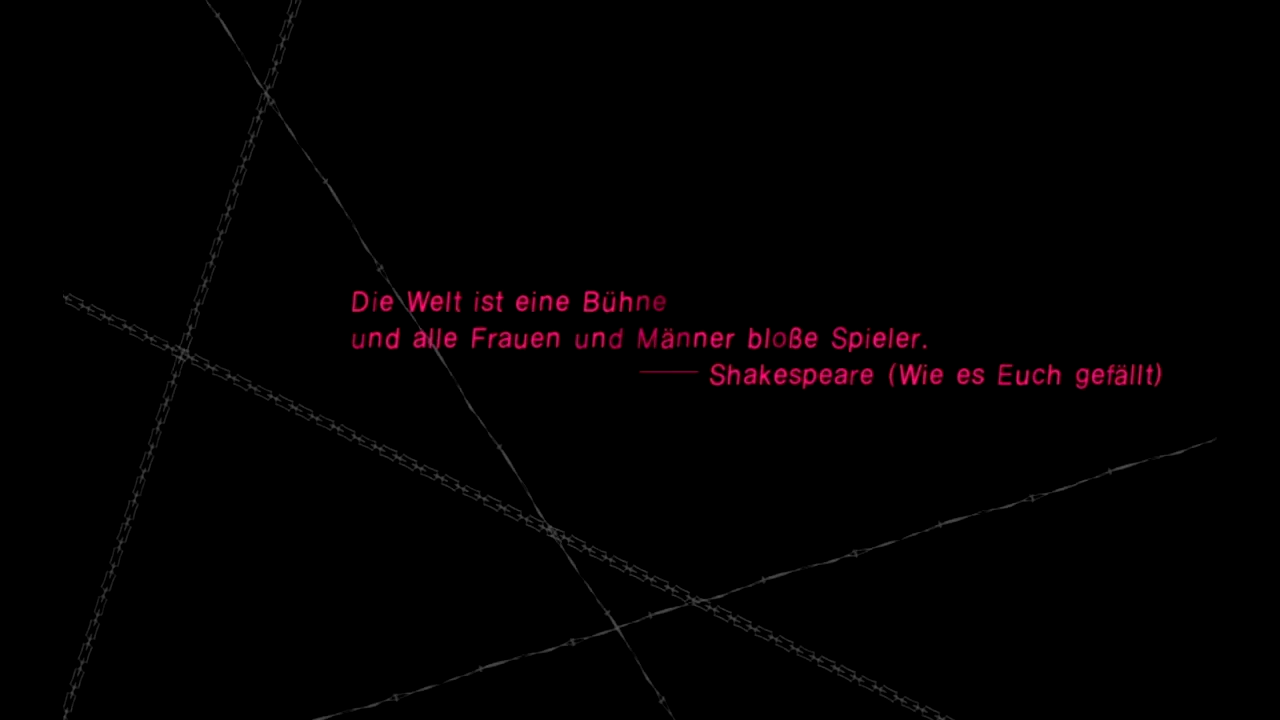 Die Welt ist eine Bühne
und alle Frauen und Männer bloße Spieler.
—— Shakespeare (Wie es Euch gefällt)